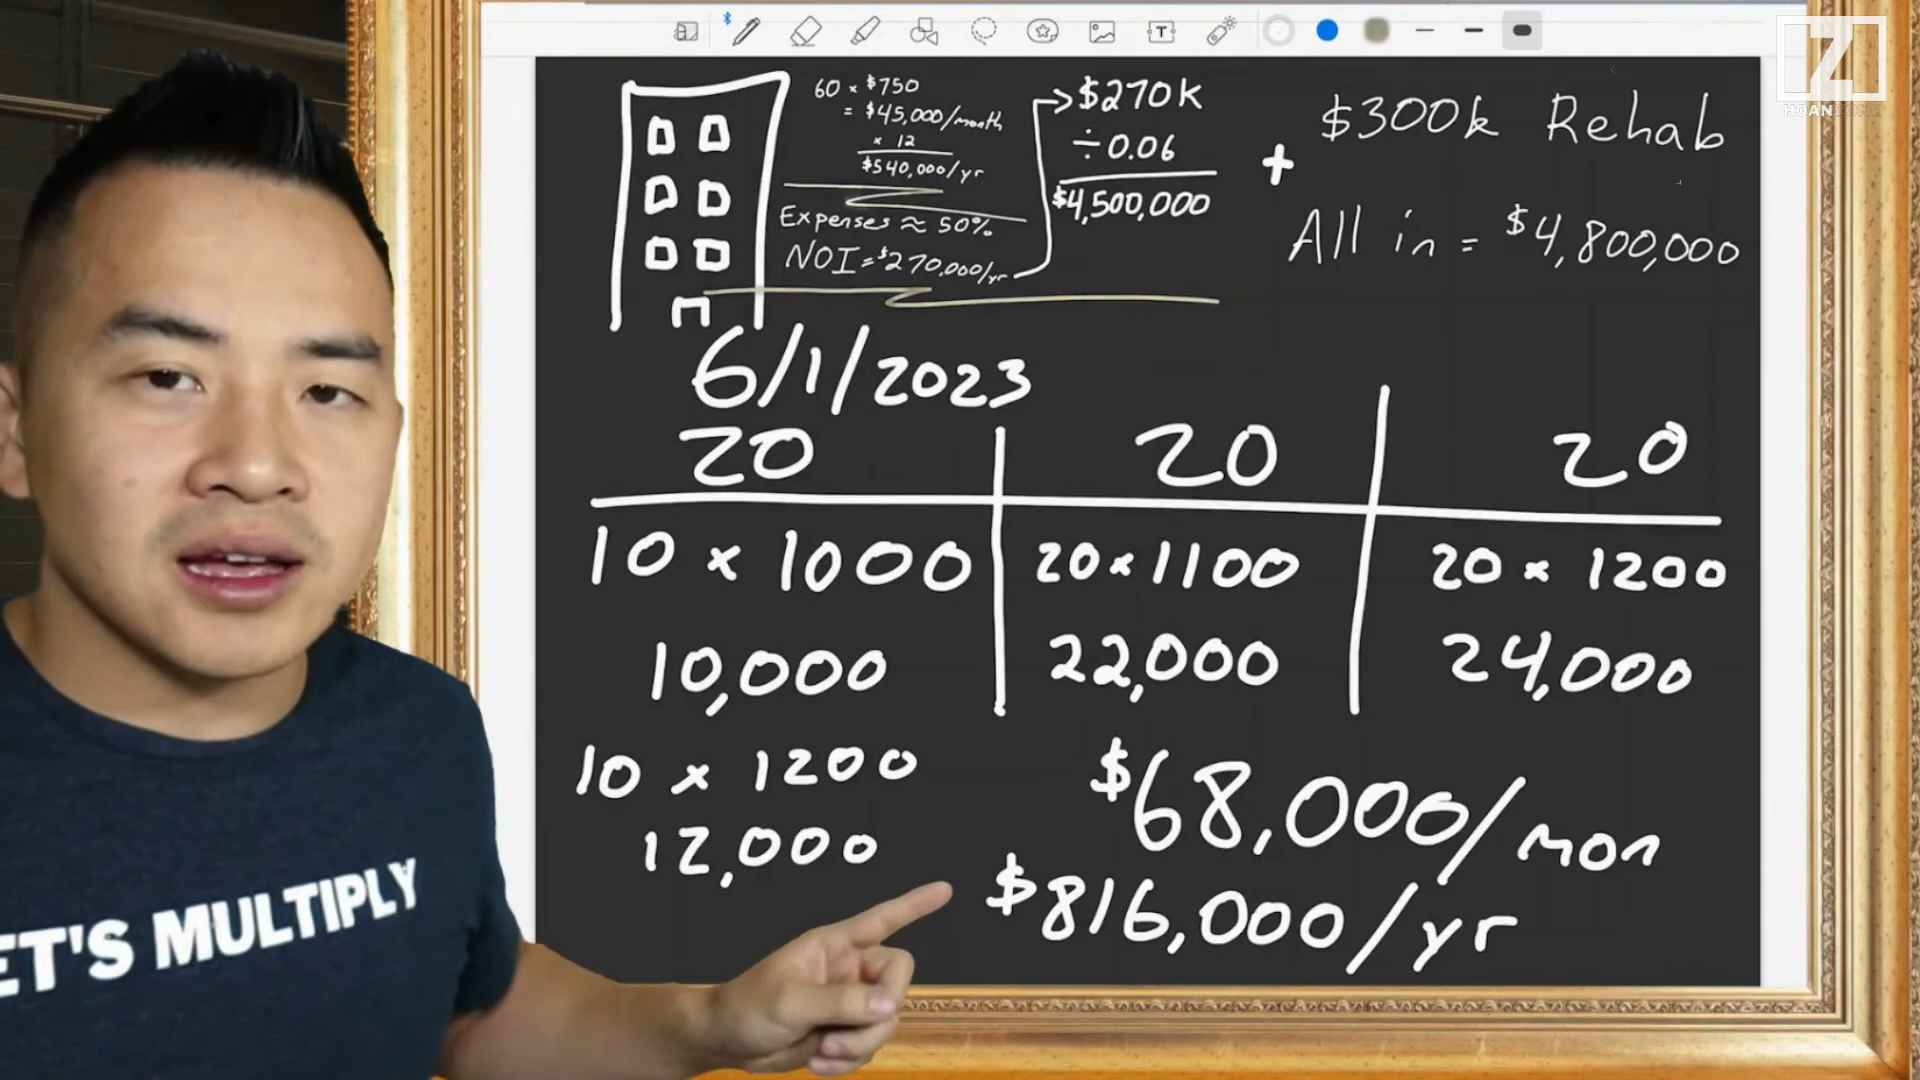 60 × $750
= $45,000/month
× 12
$540,000/yr
Expenses ≈ 50%
NOI = $270,000/yr
$270k
÷ 0.06
$4,500,000
+
$300k Rehab
All in = $4,800,000
6/1/2023
20 20 20
10 × 1000 20 × 1100 20 × 1200
10,000 22,000 24,000
10 × 1200
12,000
$68,000/mon
$816,000/yr
ET'S MULTIPLY
T
Z
HOANZONE